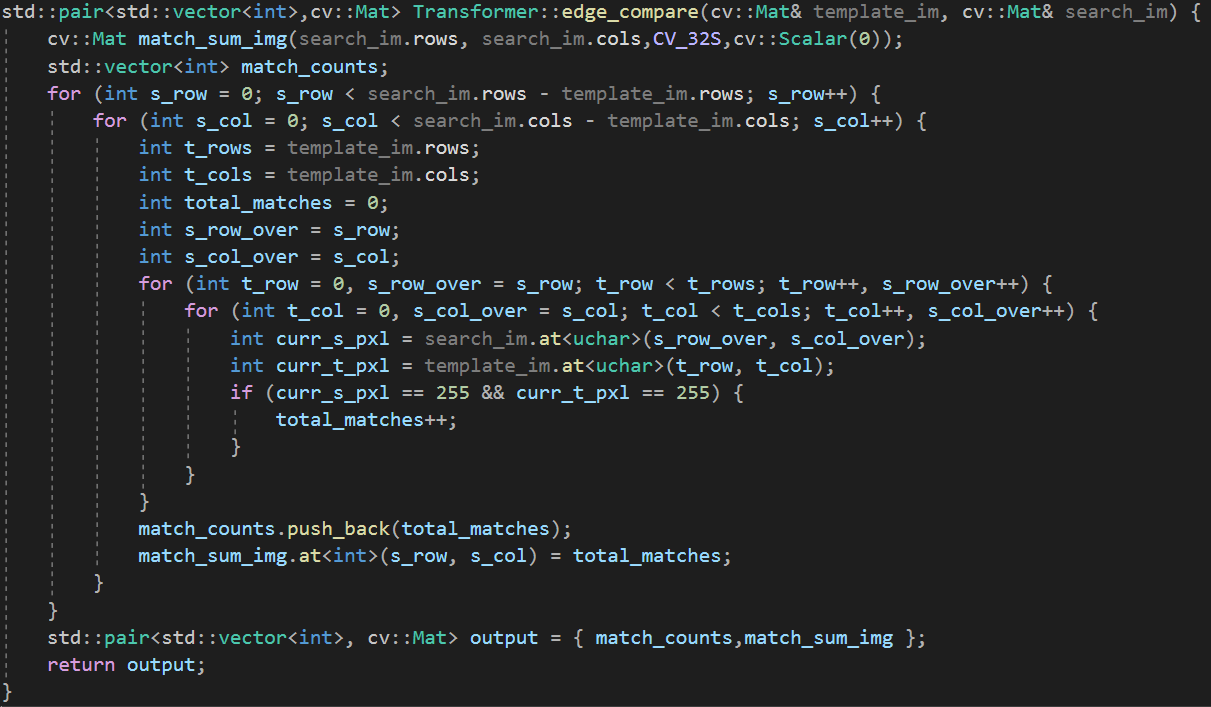 std::pair<std::vector<int>,cv::Mat> Transformer::edge_compare(cv::Mat& template_im, cv::Mat& search_im) {
    cv::Mat match_sum_img(search_im.rows, search_im.cols,CV_32S,cv::Scalar(0));
    std::vector<int> match_counts;
    for (int s_row = 0; s_row < search_im.rows - template_im.rows; s_row++) {
        for (int s_col = 0; s_col < search_im.cols - template_im.cols; s_col++) {
            int t_rows = template_im.rows;
            int t_cols = template_im.cols;
            int total_matches = 0;
            int s_row_over = s_row;
            int s_col_over = s_col;
            for (int t_row = 0, s_row_over = s_row; t_row < t_rows; t_row++, s_row_over++) {
                for (int t_col = 0, s_col_over = s_col; t_col < t_cols; t_col++, s_col_over++) {
                    int curr_s_pxl = search_im.at<uchar>(s_row_over, s_col_over);
                    int curr_t_pxl = template_im.at<uchar>(t_row, t_col);
                    if (curr_s_pxl == 255 && curr_t_pxl == 255) {
                        total_matches++;
                    }
                }
            }
            match_counts.push_back(total_matches);
            match_sum_img.at<int>(s_row, s_col) = total_matches;
        }
    }
    std::pair<std::vector<int>, cv::Mat> output = { match_counts,match_sum_img };
    return output;
}